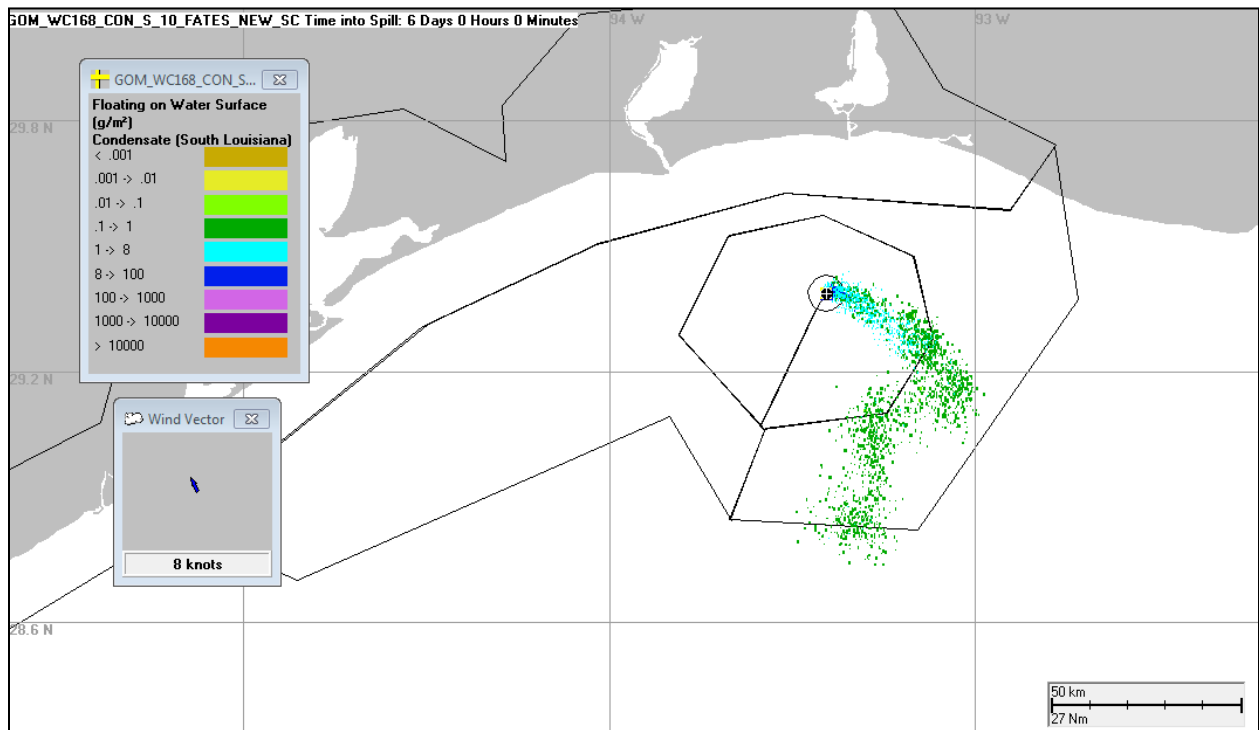 GOM_WC168_CON_S_10_FATES_NEW_SC Time into Spill: 6 Days 0 Hours 0 Minutes
94 W
93 W
GOM_WC168_CON_S...
Floating on Water Surface
(g/m²)
Condensate (South Louisiana)
< .001
.001 -> .01
.01 -> .1
.1 -> 1
1 -> 8
8 -> 100
100 -> 1000
1000 -> 10000
> 10000
29.8 N
29.2 N
Wind Vector
8 knots
28.6 N
50 km
27 Nm